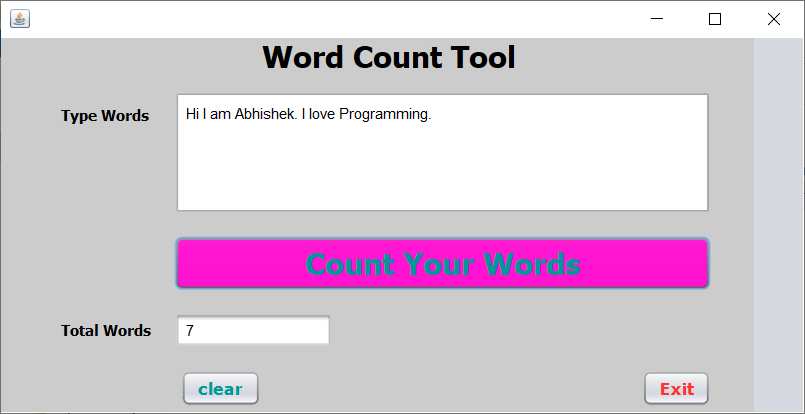 Word Count Tool
Type Words
Hi I am Abhishek. I love Programming.
Count Your Words
Total Words
7
clear
Exit